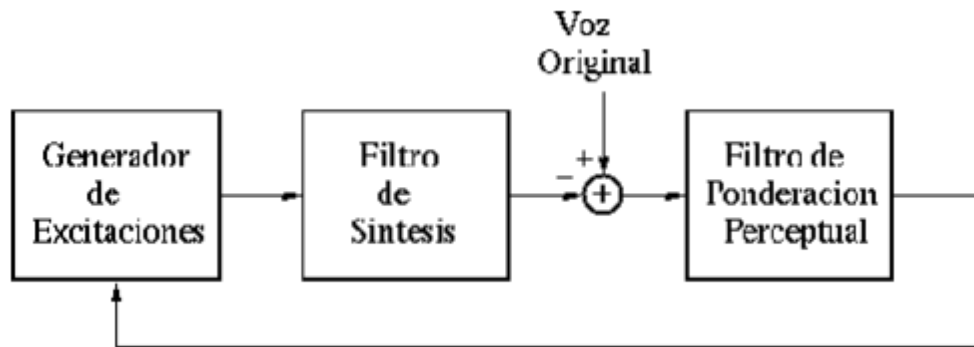 Voz
Original
Generador
de
Excitaciones
Filtro
de
Sintesis
+
−
+
Filtro de
Ponderacion
Perceptual